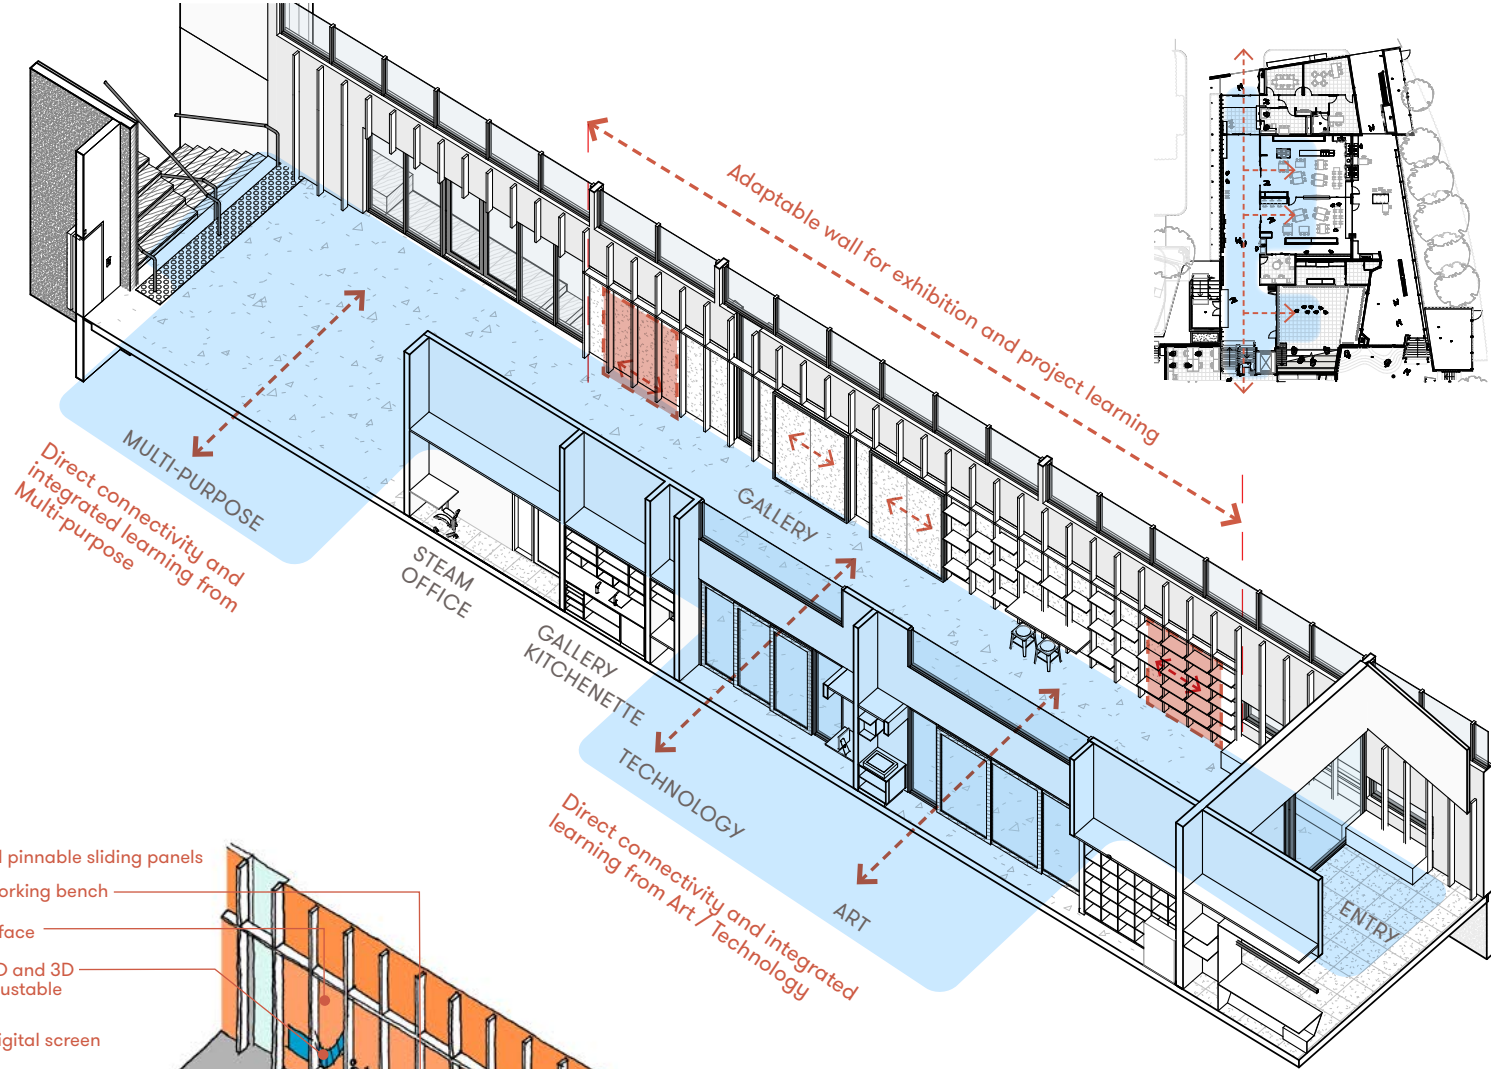 Adaptable wall for exhibition and project learning
MULTI-PURPOSE
Direct connectivity and
integrated learning from
Multi-purpose
STEAM
OFFICE
GALLERY
GALLERY
KITCHENETTE
TECHNOLOGY
Direct connectivity and integrated
learning from Art / Technology
ART
ENTRY
pinnable sliding panels
orking bench
face
D and 3D
ustable
igital screen